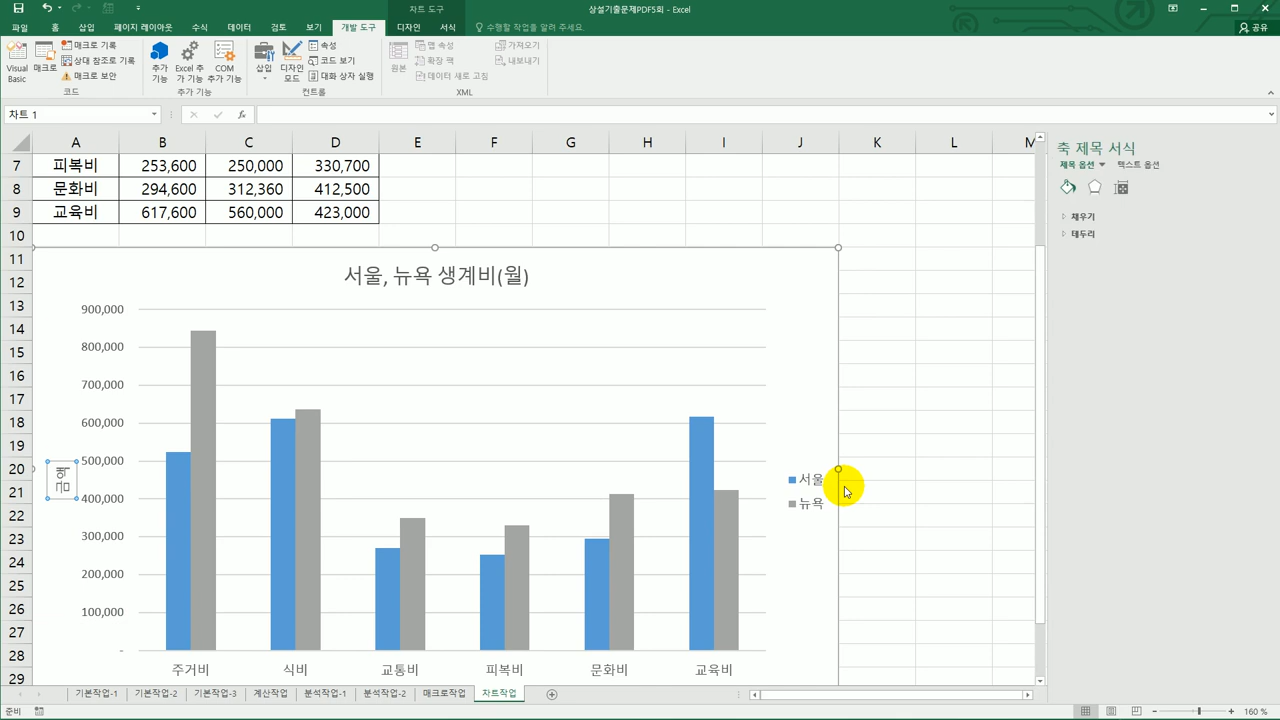 상설기출문제PDF5회 - Excel
차트 도구
파일 홈 삽입 페이지 레이아웃 수식 데이터 검토 보기 개발 도구 디자인 서식 수행할 작업을 알려 주세요. 공유
Visual Basic
매크로
매크로 기록
상대 참조로 기록
매크로 보안
코드
추가 기능
Excel 추가 기능
COM 추가 기능
추가 기능
삽입
디자인 모드
속성
코드 보기
대화 상자 실행
컨트롤
원본
맵 속성
확장 팩
데이터 새로 고침
가져오기
내보내기
XML
차트 1
fx
A B C D E F G H I J K L M
7 피복비 253,600 250,000 330,700
8 문화비 294,600 312,360 412,500
9 교육비 617,600 560,000 423,000
10
11
12
13
14
15
16
17
18
19
20
21
22
23
24
25
26
27
28
29
서울, 뉴욕 생계비(월)
900,000
800,000
700,000
600,000
500,000
400,000
300,000
200,000
100,000
-
금액
주거비 식비 교통비 피복비 문화비 교육비
서울
뉴욕
축 제목 서식
제목 옵션 텍스트 옵션
채우기
테두리
기본작업-1 기본작업-2 기본작업-3 계산작업 분석작업-1 분석작업-2 매크로작업 차트작업
준비
160 %